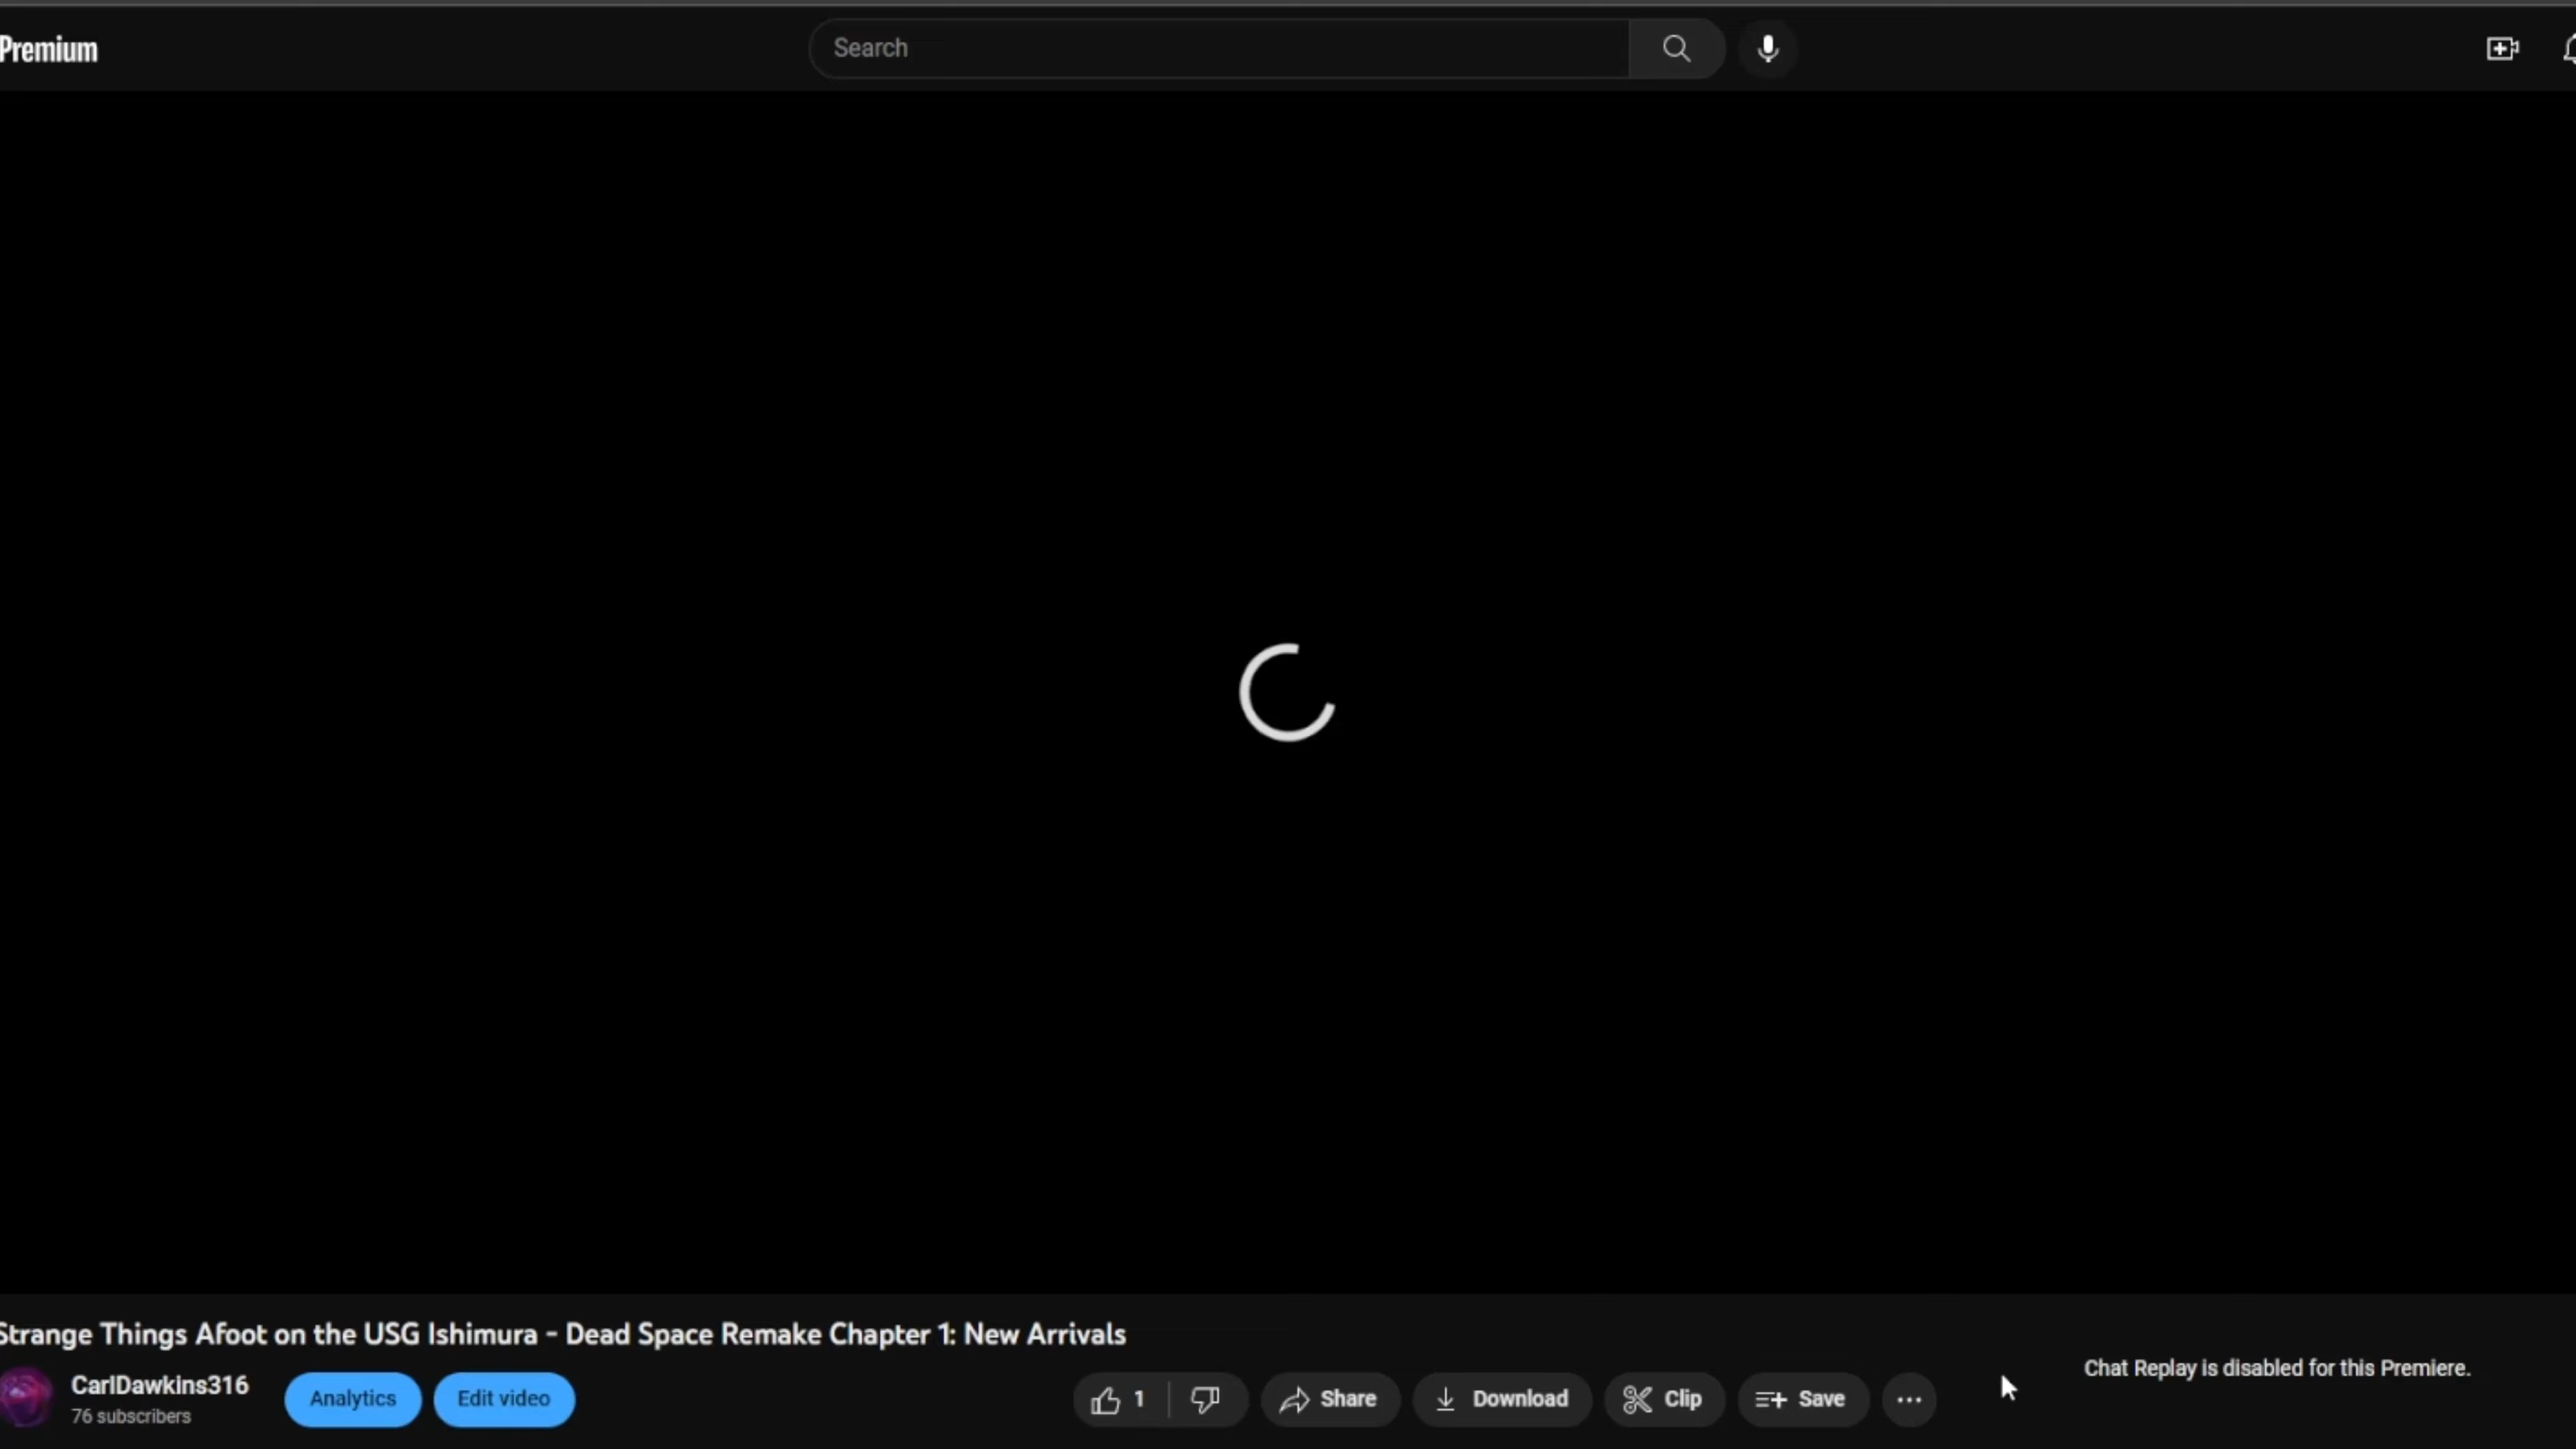 Premium
Search
Strange Things Afoot on the USG Ishimura - Dead Space Remake Chapter 1: New Arrivals
Chat Replay is disabled for this Premiere.
CarlDawkins316
76 subscribers
Analytics
Edit video
1
Share
Download
Clip
Save